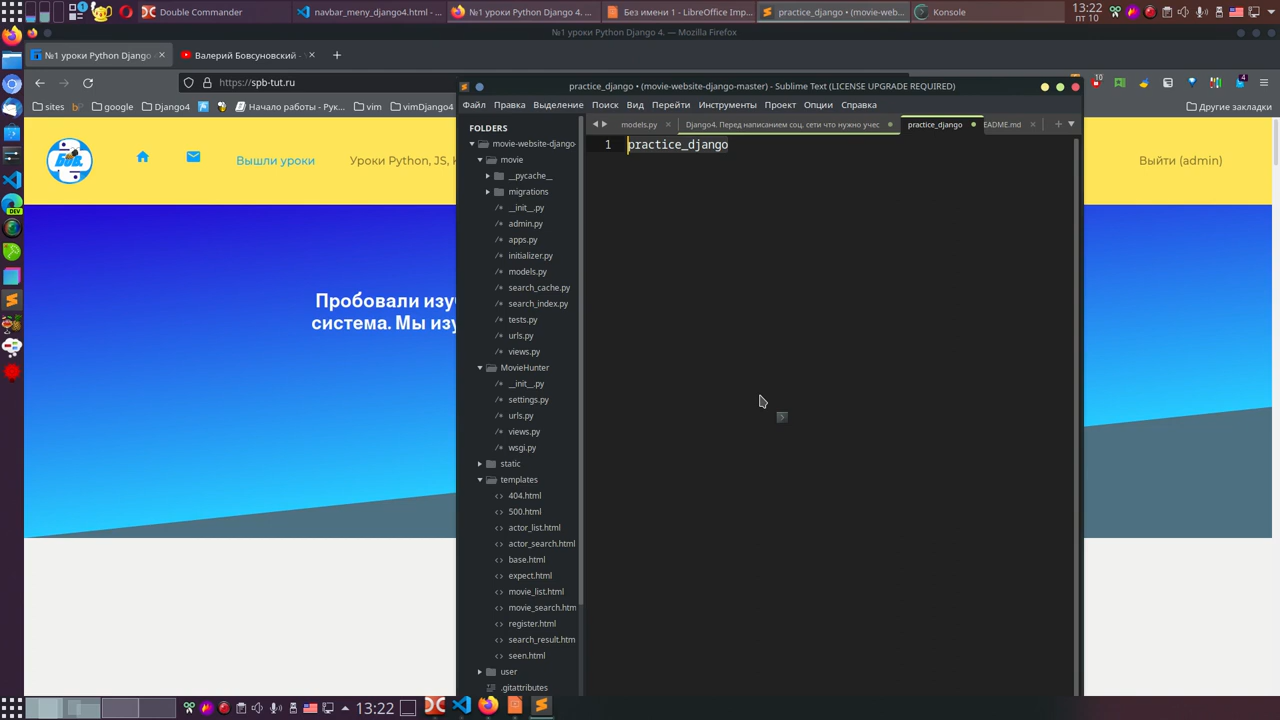 Double Commander
navbar_meny_django4.html - ...
№1 уроки Python Django 4. ...
Без имени 1 - LibreOffice Imp...
practice_django • (movie-web...
Konsole
13:22
пт 10
№1 уроки Python Django 4. — Mozilla Firefox
№1 уроки Python Django
Валерий Бовсуновский -
https://spb-tut.ru
10
4
sites
google
Django4
Начало работы - Рук...
vim
vimDjango4
Другие закладки
Вышли уроки
Уроки Python, JS, K
Выйти (admin)
Пробовали изуч
система. Мы изу
practice_django • (movie-website-django-master) - Sublime Text (LICENSE UPGRADE REQUIRED)
Файл
Правка
Выделение
Поиск
Вид
Перейти
Инструменты
Проект
Опции
Справка
FOLDERS
models.py
Django4. Перед написанием соц. сети что нужно учес
practice_django
EADME.md
1
practice_django
movie-website-django-
movie
__pycache__
migrations
__init__.py
admin.py
apps.py
initializer.py
models.py
search_cache.py
search_index.py
tests.py
urls.py
views.py
MovieHunter
__init__.py
settings.py
urls.py
views.py
wsgi.py
static
templates
404.html
500.html
actor_list.html
actor_search.html
base.html
expect.html
movie_list.html
movie_search.htm
register.html
search_result.htm
seen.html
user
.gitattributes
DEV
13:22